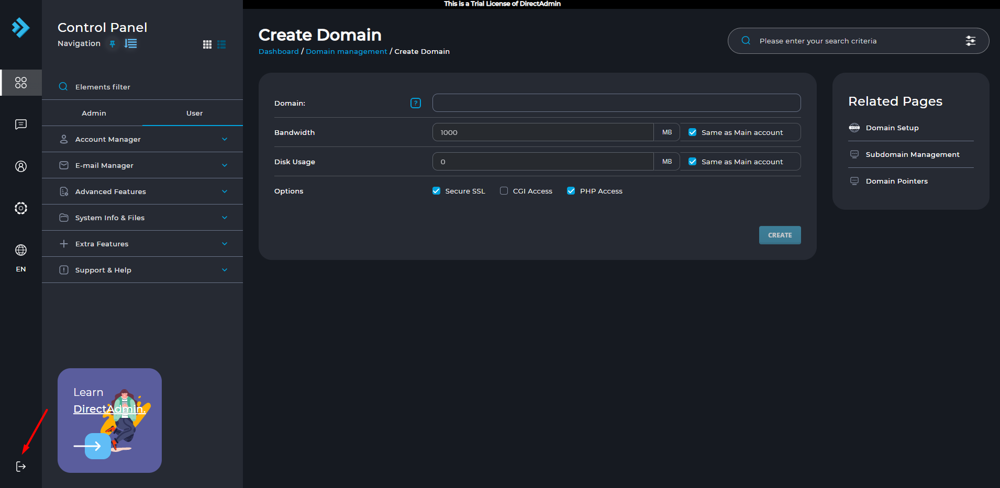 This is a Trial License of DirectAdmin
Control Panel
Navigation
Elements filter
Admin
User
Account Manager
E-mail Manager
Advanced Features
System Info & Files
Extra Features
Support & Help
EN
Learn
DirectAdmin.
Create Domain
Dashboard / Domain management / Create Domain
Please enter your search criteria
Domain:
?
Bandwidth
1000
MB
Same as Main account
Disk Usage
0
MB
Same as Main account
Options
Secure SSL
CGI Access
PHP Access
CREATE
Related Pages
Domain Setup
Subdomain Management
Domain Pointers